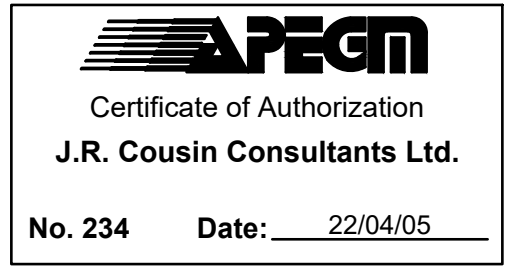 APEGM
Certificate of Authorization
J.R. Cousin Consultants Ltd.
No. 234 Date: 22/04/05